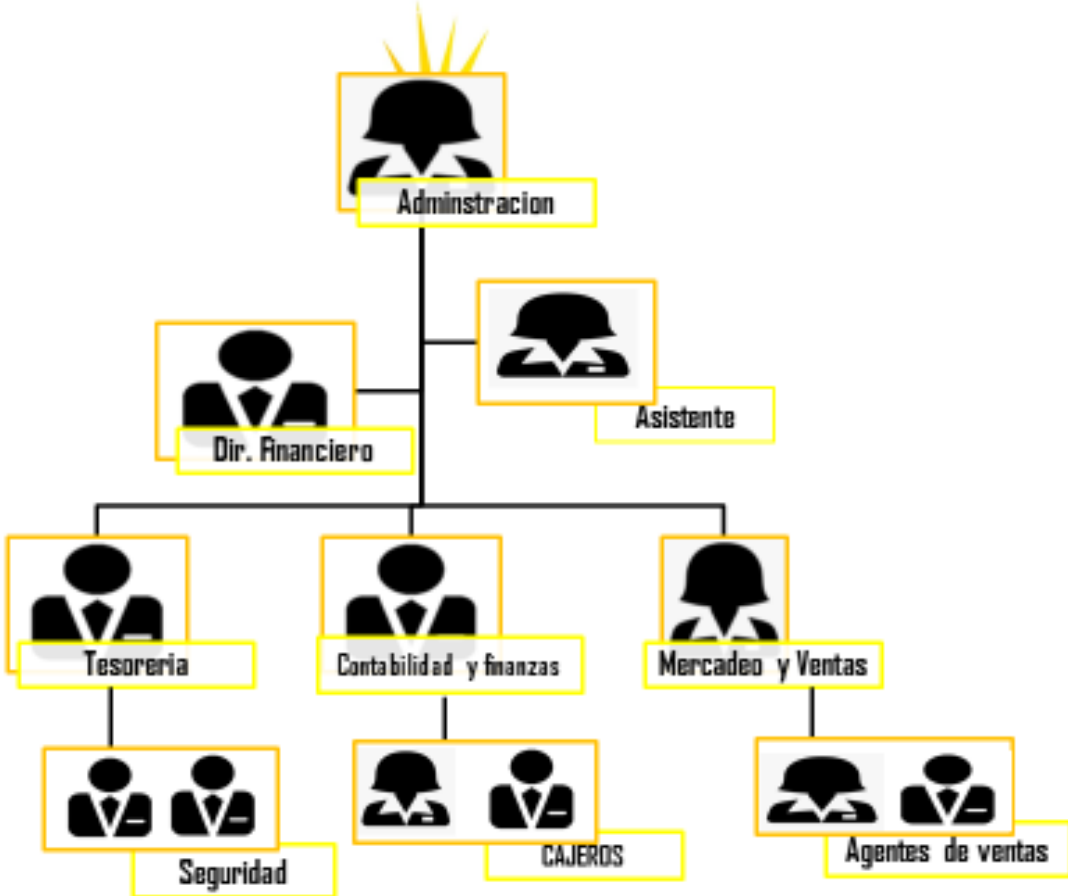 Adminstracion
Asistente
Dir. Financiero
Tesoreria
Contabilidad y finanzas
Mercadeo y Ventas
Seguridad
CAJEROS
Agentes de ventas